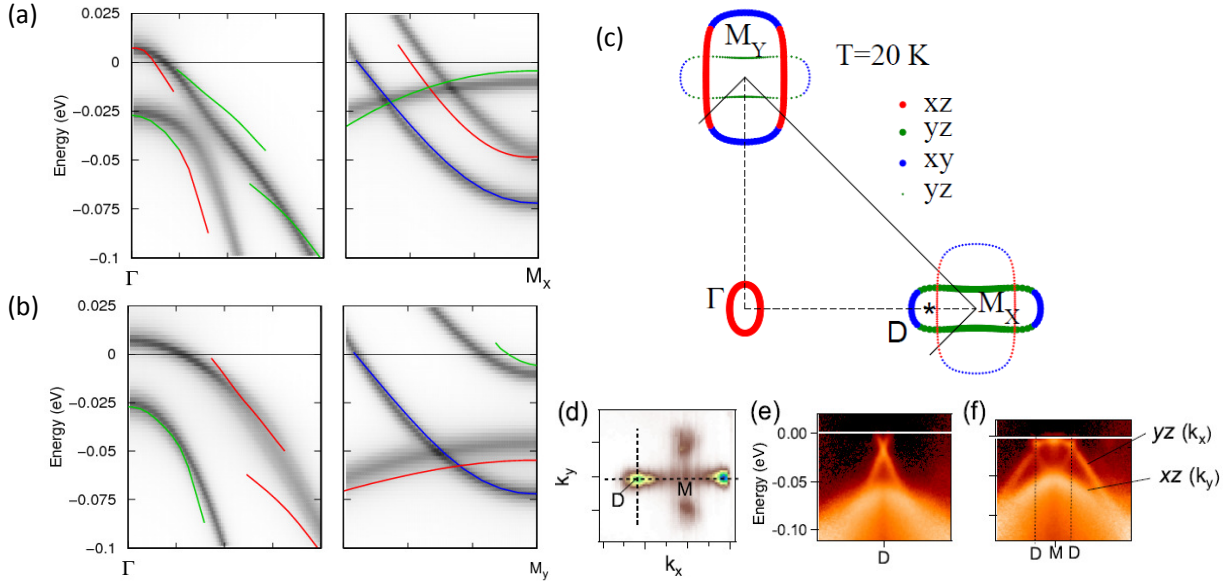 (a)
0.025
0
−0.025
−0.05
−0.075
−0.1
Energy (eV)
Γ
Mx
(b)
0.025
0
−0.025
−0.05
−0.075
−0.1
Energy (eV)
Γ
My
(c)
MY
T=20 K
xz
yz
xy
yz
Γ
D
*
MX
(d)
ky
D
M
kx
(e)
0.00
-0.05
-0.10
Energy (eV)
D
(f)
yz (kx)
xz (ky)
D M D